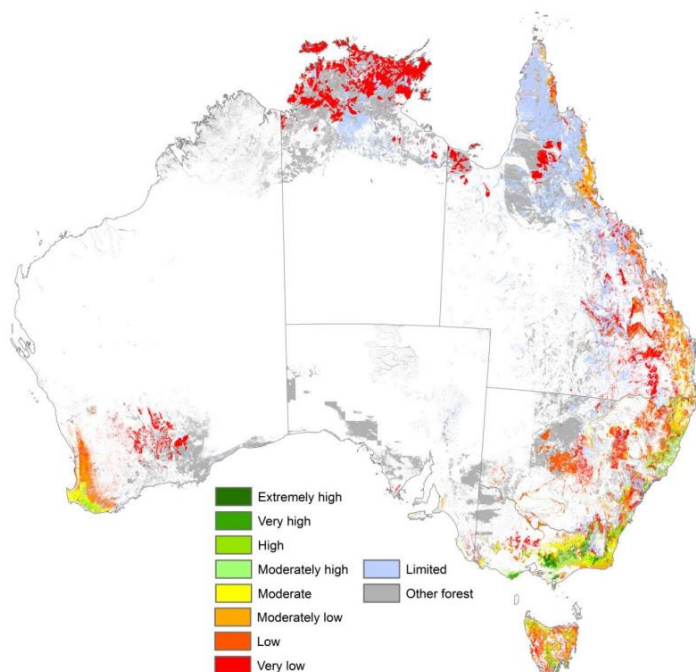 Extremely high
Very high
High
Moderately high
Moderate
Moderately low
Low
Very low
Limited
Other forest